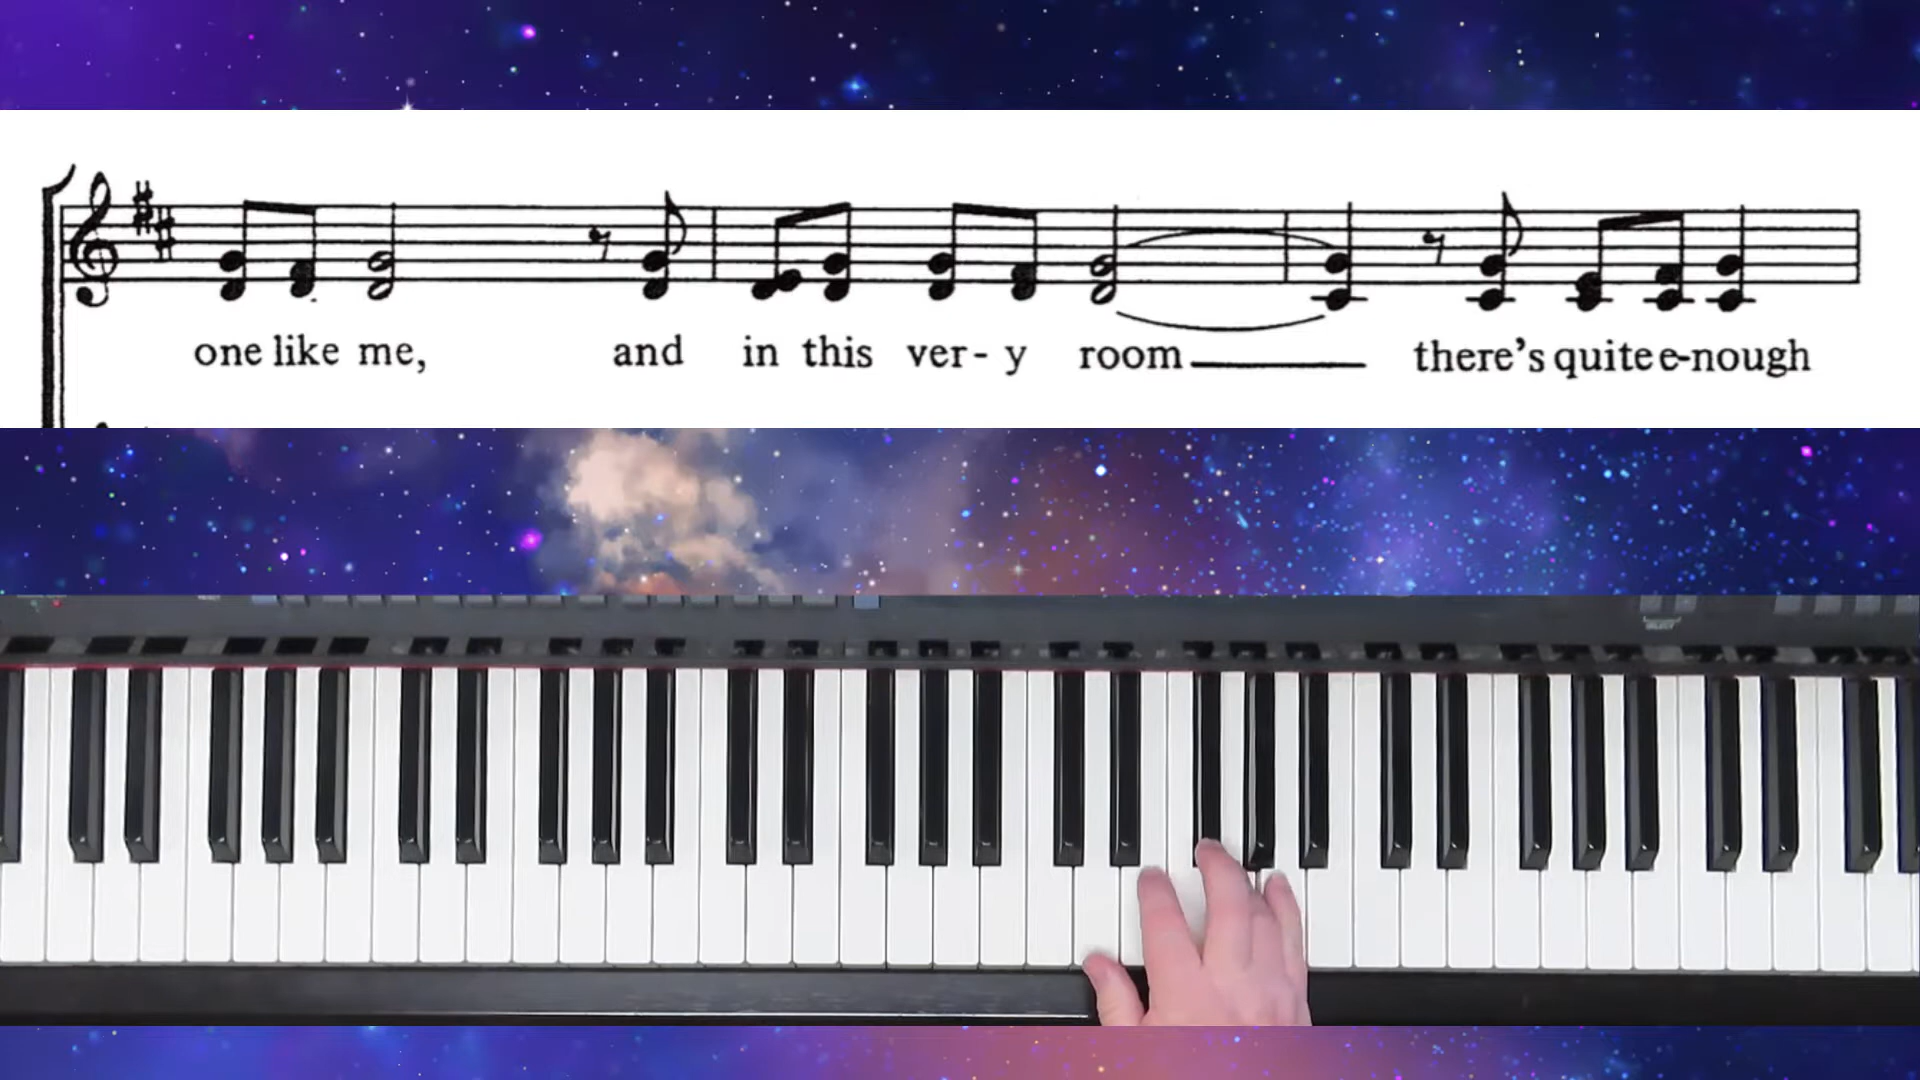 one like me, and in this ver- y room there's quite e-nough